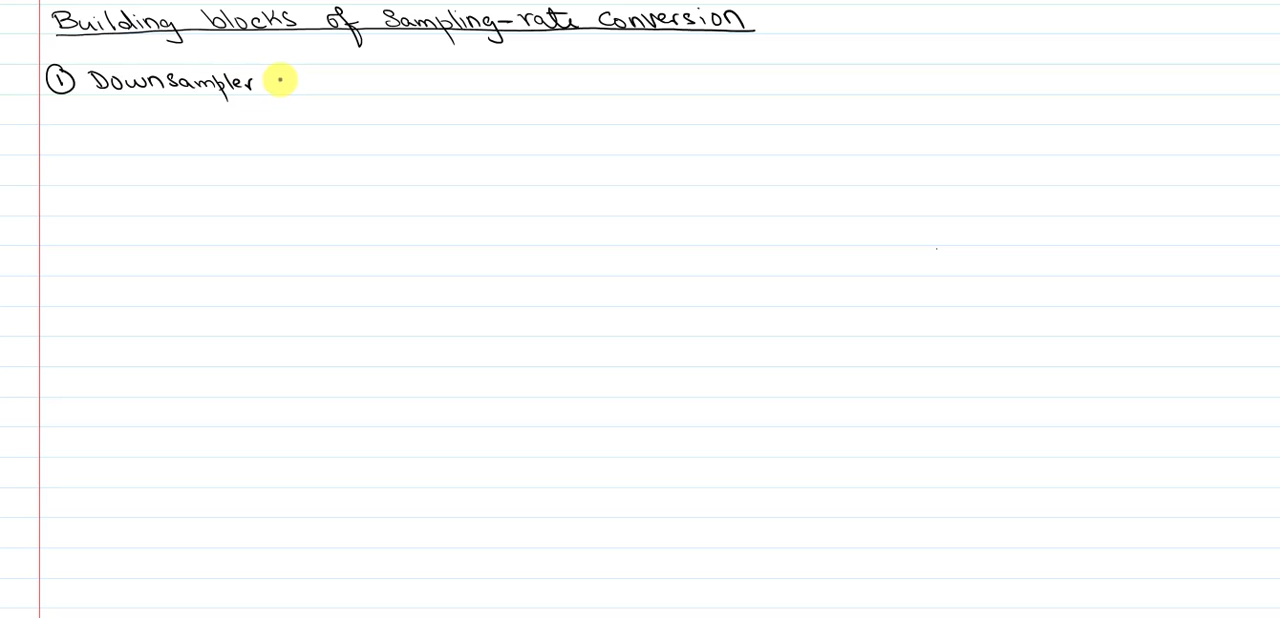 Building blocks of Sampling-rate Conversion
① Downsampler